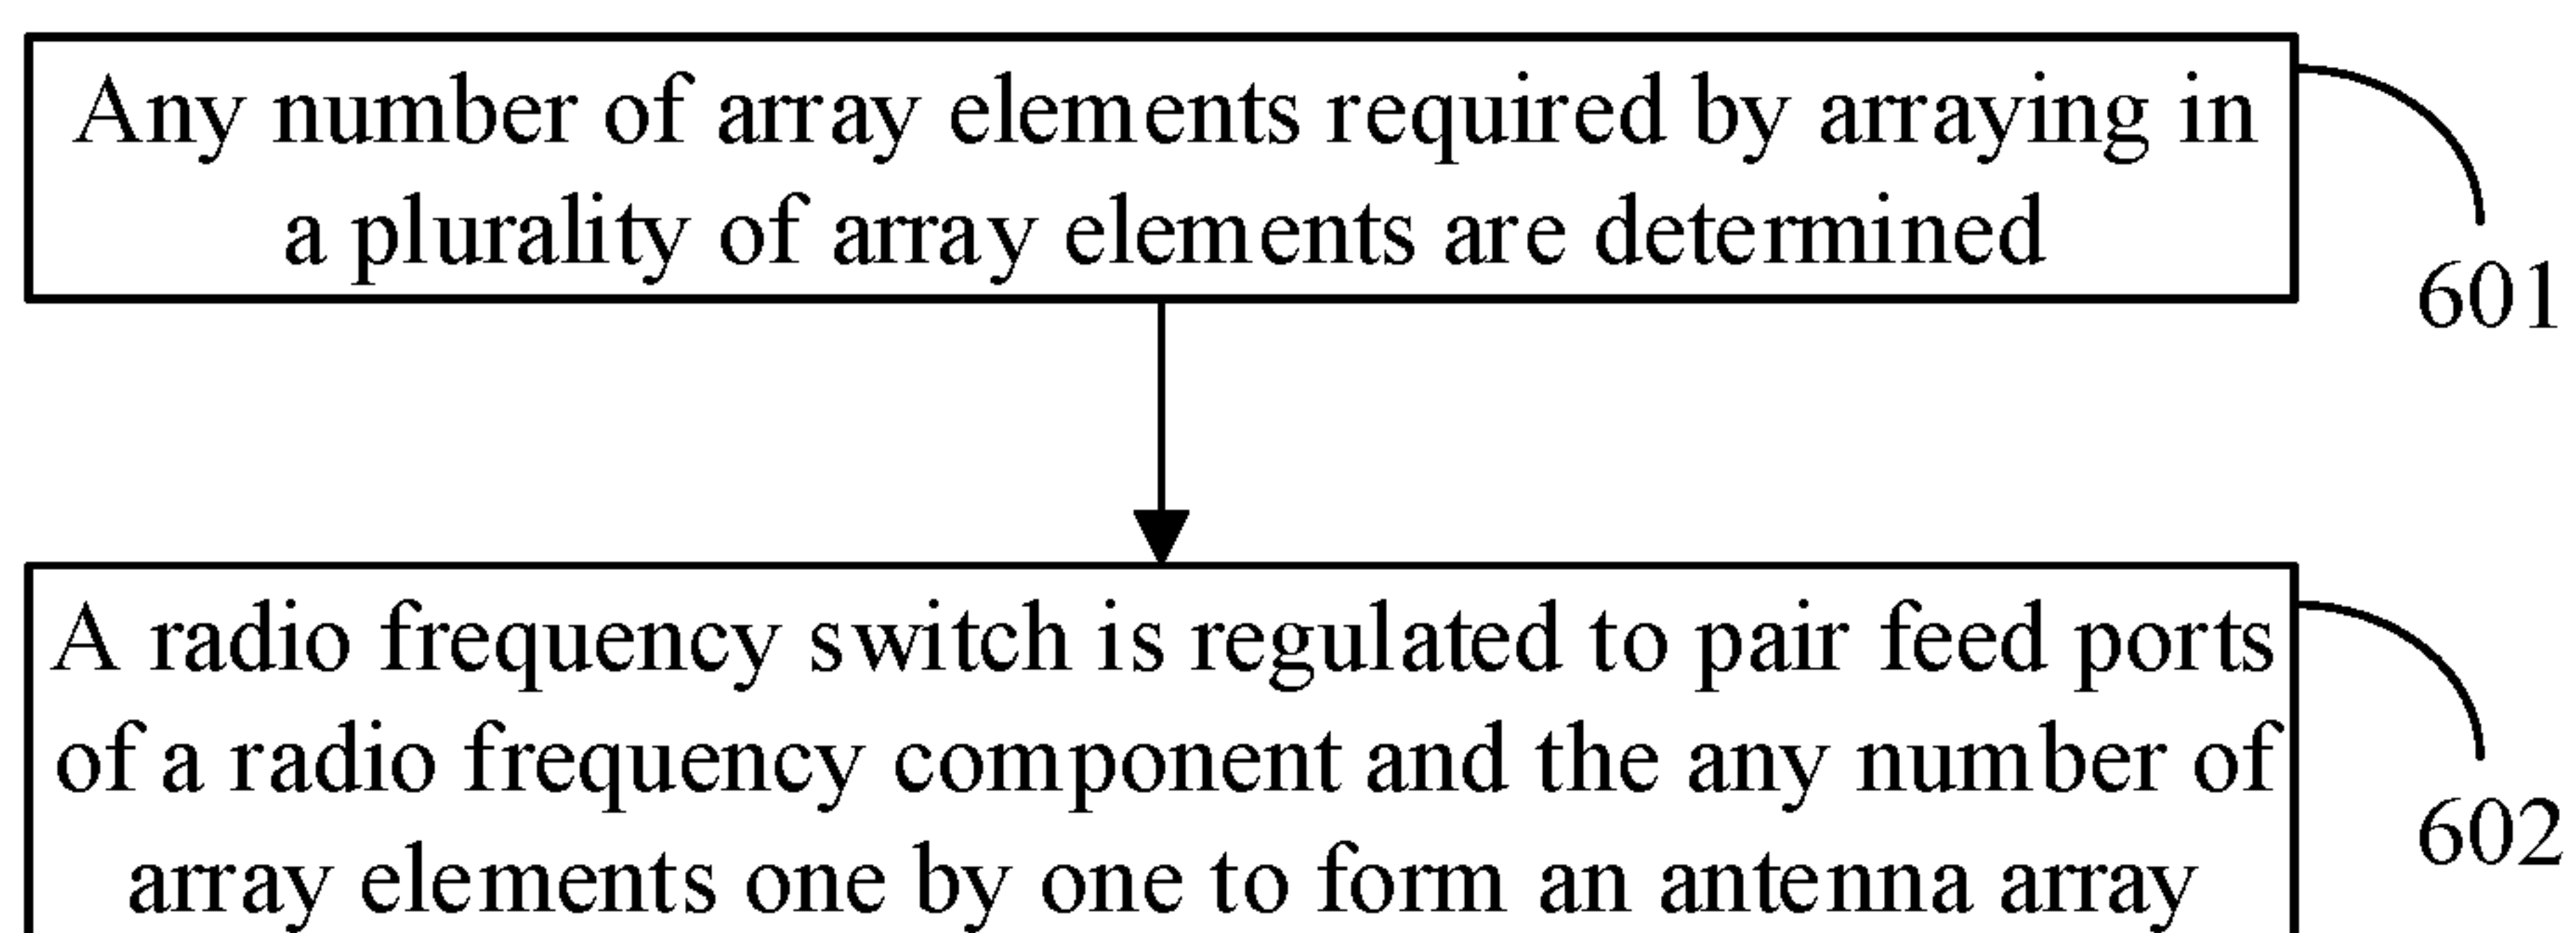 Any number of array elements required by arraying in
a plurality of array elements are determined
601
A radio frequency switch is regulated to pair feed ports
of a radio frequency component and the any number of
array elements one by one to form an antenna array
602